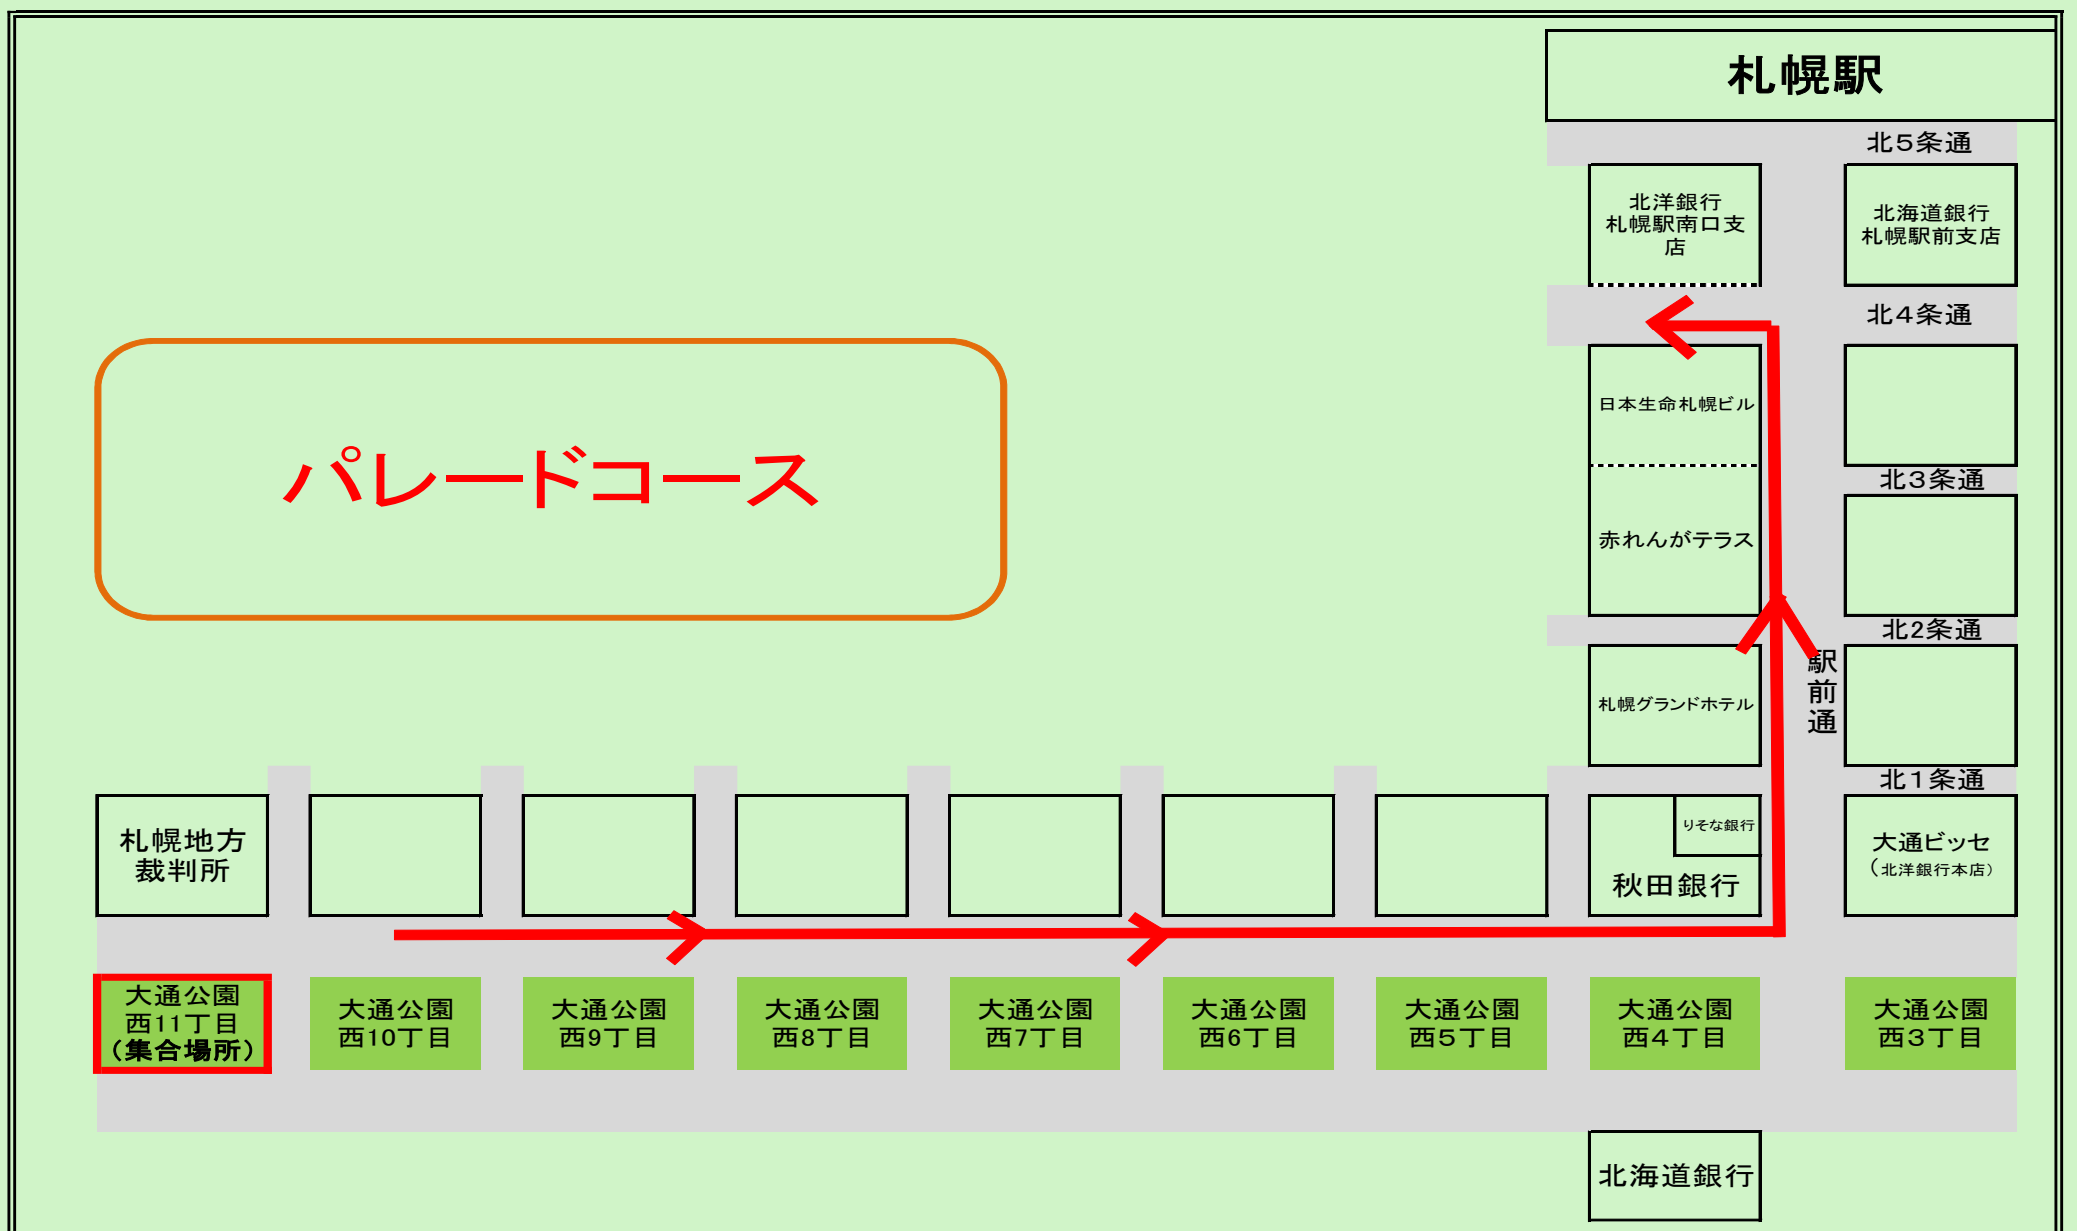 札幌駅
北5条通
北洋銀行
札幌駅南口支
店
北海道銀行
札幌駅前支店
北4条通
パレードコース
日本生命札幌ビル
北3条通
赤れんがテラス
北2条通
駅前通
札幌グランドホテル
北1条通
札幌地方
裁判所
りそな銀行
秋田銀行
大通ビッセ
（北洋銀行本店）
大通公園
西11丁目
（集合場所）
大通公園
西10丁目
大通公園
西9丁目
大通公園
西8丁目
大通公園
西7丁目
大通公園
西6丁目
大通公園
西5丁目
大通公園
西4丁目
大通公園
西3丁目
北海道銀行